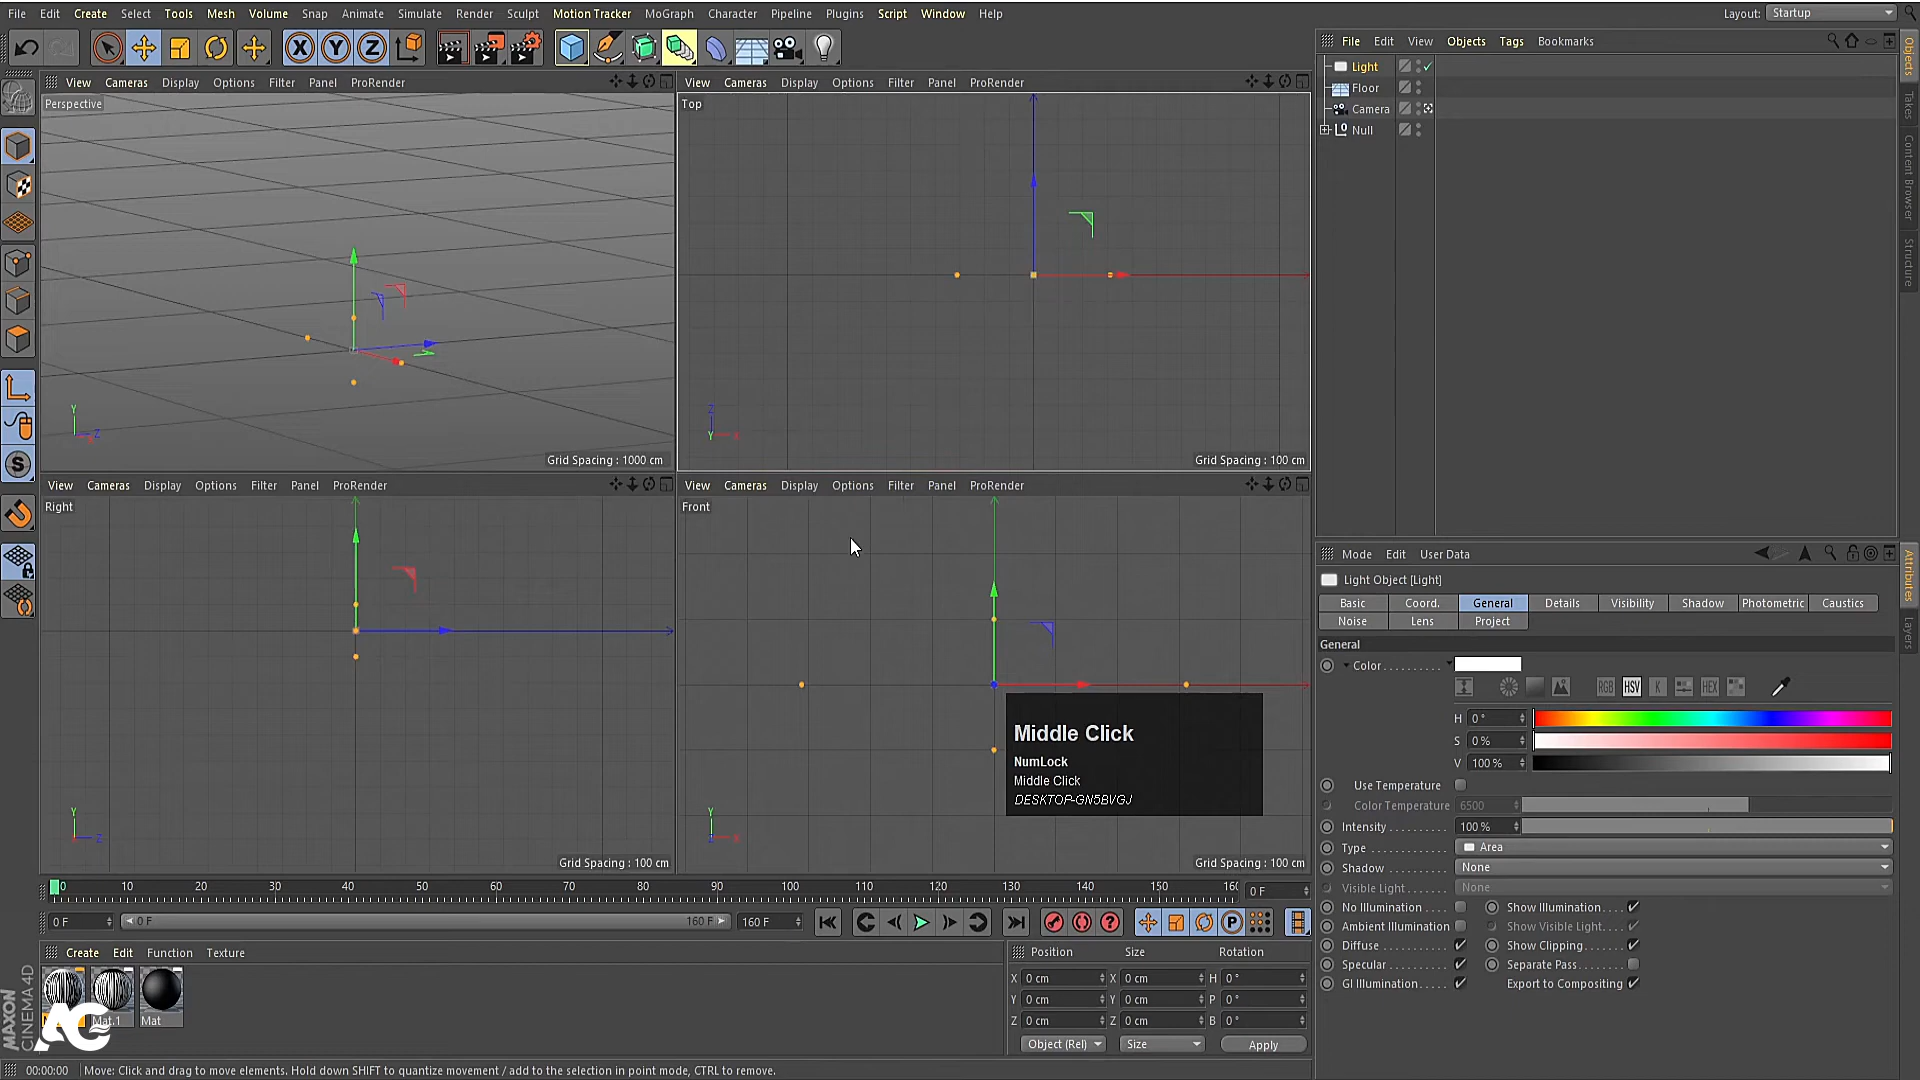 File Edit Create Select Tools Mesh Volume Snap Animate Simulate Render Sculpt Motion Tracker MoGraph Character Pipeline Plugins Script Window Help Layout: Startup
X Y Z
File Edit View Objects Tags Bookmarks
Objects
Takes
Content Browser
Structure
Light
Floor
Camera
Null
View Cameras Display Options Filter Panel ProRender
Perspective
Grid Spacing : 1000 cm
View Cameras Display Options Filter Panel ProRender
Top
Grid Spacing : 100 cm
View Cameras Display Options Filter Panel ProRender
Right
Grid Spacing : 100 cm
View Cameras Display Options Filter Panel ProRender
Front
Grid Spacing : 100 cm
Middle Click
NumLock
Middle Click
DESKTOP-GN5BVGJ
Mode Edit User Data
Attributes
Layers
Light Object [Light]
Basic Coord. General Details Visibility Shadow Photometric Caustics
Noise Lens Project
General
Color
RGB HSV K HEX
H 0 °
S 0 %
V 100 %
Use Temperature
Color Temperature 6500
Intensity 100 %
Type Area
Shadow None
Visible Light None
No Illumination Show Illumination
Ambient Illumination Show Visible Light
Diffuse Show Clipping
Specular Separate Pass
GI Illumination Export to Compositing
0 10 20 30 40 50 60 70 80 90 100 110 120 130 140 150 160 0 F
0 F 0 F 160 F 160 F
Create Edit Function Texture
Mat.1 Mat
Position Size Rotation
X 0 cm X 0 cm H 0 °
Y 0 cm Y 0 cm P 0 °
Z 0 cm Z 0 cm B 0 °
Object (Rel) Size Apply
MAXON
CINEMA 4D
AG
00:00:00 Move: Click and drag to move elements. Hold down SHIFT to quantize movement / add to the selection in point mode, CTRL to remove.